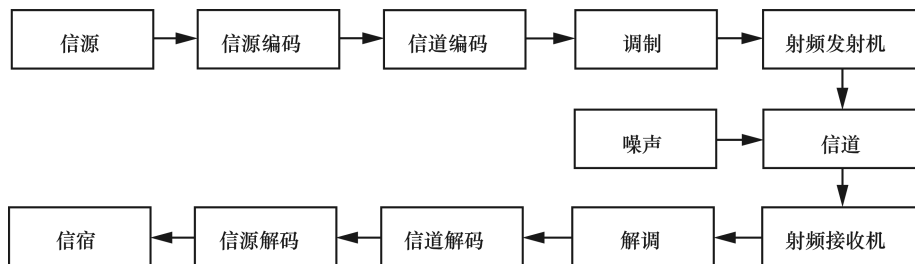 信源
信源编码
信道编码
调制
射频发射机
噪声
信道
信宿
信源解码
信道解码
解调
射频接收机